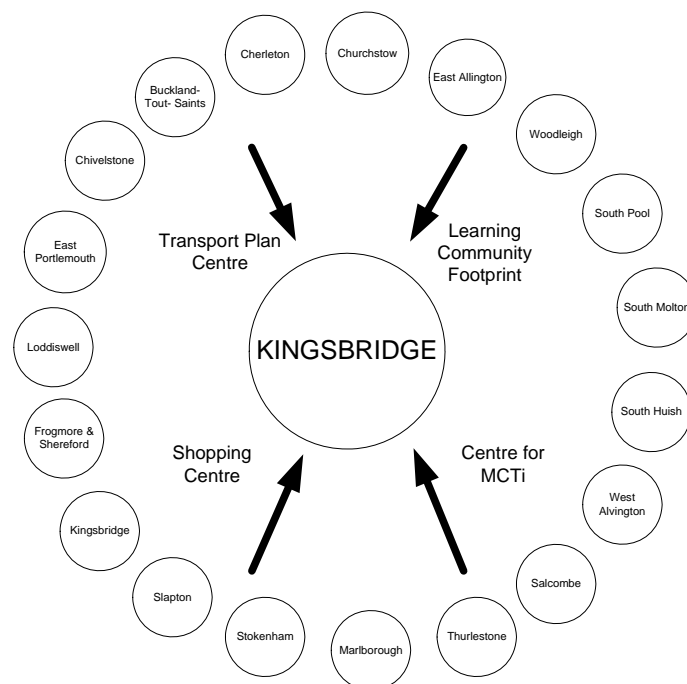 Cherleton
Churchstow
East Allington
Buckland-
Tout- Saints
Woodleigh
Chivelstone
South Pool
East
Portlemouth
Transport Plan
Centre
Learning
Community
Footprint
South Molton
Loddiswell
KINGSBRIDGE
South Huish
Frogmore &
Shereford
Shopping
Centre
Centre for
MCTi
West
Alvington
Kingsbridge
Salcombe
Slapton
Stokenham
Marlborough
Thurlestone